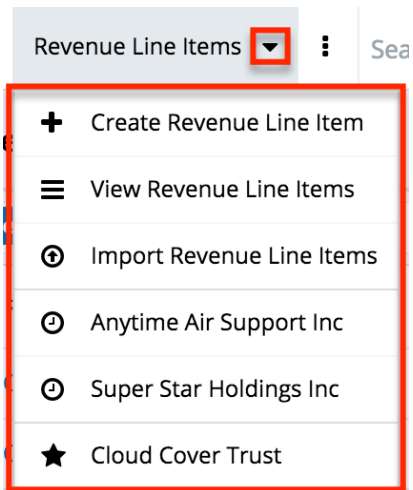 Revenue Line Items
Create Revenue Line Item
View Revenue Line Items
Import Revenue Line Items
Anytime Air Support Inc
Super Star Holdings Inc
Cloud Cover Trust